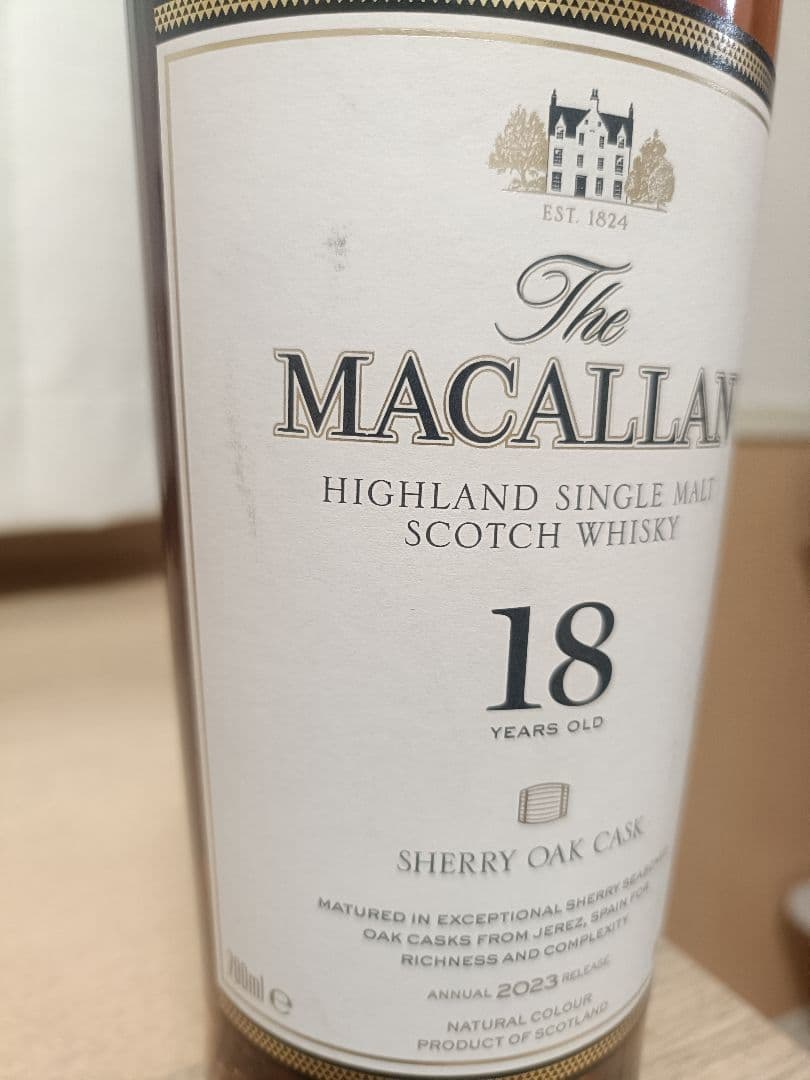 EST. 1824
The
MACALLAN
HIGHLAND SINGLE MALT
SCOTCH WHISKY
18
YEARS OLD
SHERRY OAK CASK
MATURED IN EXCEPTIONAL SHERRY SEASONED
OAK CASKS FROM JEREZ, SPAIN FOR
RICHNESS AND COMPLEXITY
ANNUAL 2023 RELEASE
700ml ℮
NATURAL COLOUR
PRODUCT OF SCOTLAND